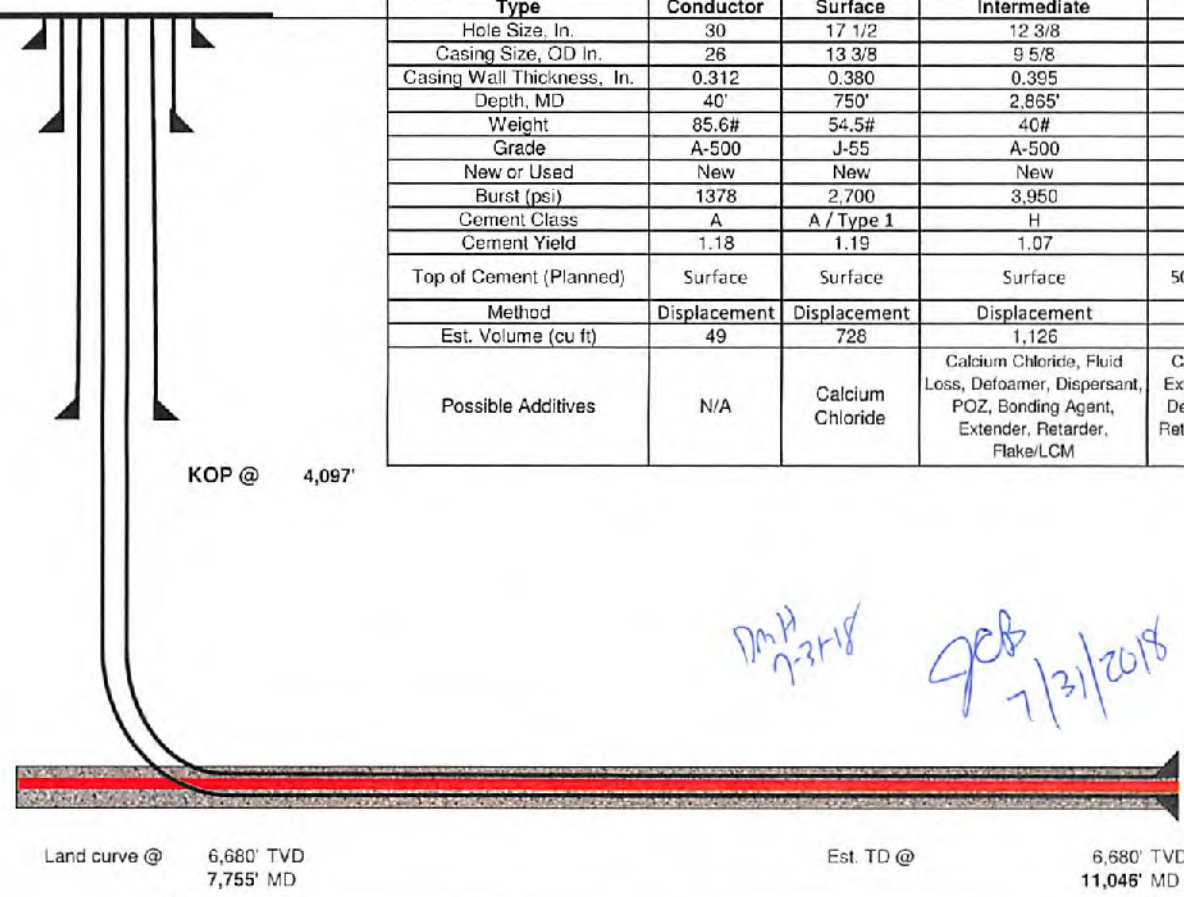 Type Conductor Surface Intermediate
Hole Size, In. 30 17 1/2 12 3/8
Casing Size, OD In. 26 13 3/8 9 5/8
Casing Wall Thickness, In. 0.312 0.380 0.395
Depth, MD 40' 750' 2,865'
Weight 85.6# 54.5# 40#
Grade A-500 J-55 A-500
New or Used New New New
Burst (psi) 1378 2,700 3,950
Cement Class A A / Type 1 H
Cement Yield 1.18 1.19 1.07
Top of Cement (Planned) Surface Surface Surface 50
Method Displacement Displacement Displacement
Est. Volume (cu ft) 49 728 1,126
Possible Additives N/A Calcium Chloride Calcium Chloride, Fluid
Loss, Defoamer, Dispersant,
POZ, Bonding Agent,
Extender, Retarder,
Flake/LCM
C
Ex
De
Ret
KOP @ 4,097'
DMH
7-31-18
JCB
7/31/2018
Land curve @ 6,680' TVD
7,755' MD
Est. TD @ 6,680' TVD
11,046' MD